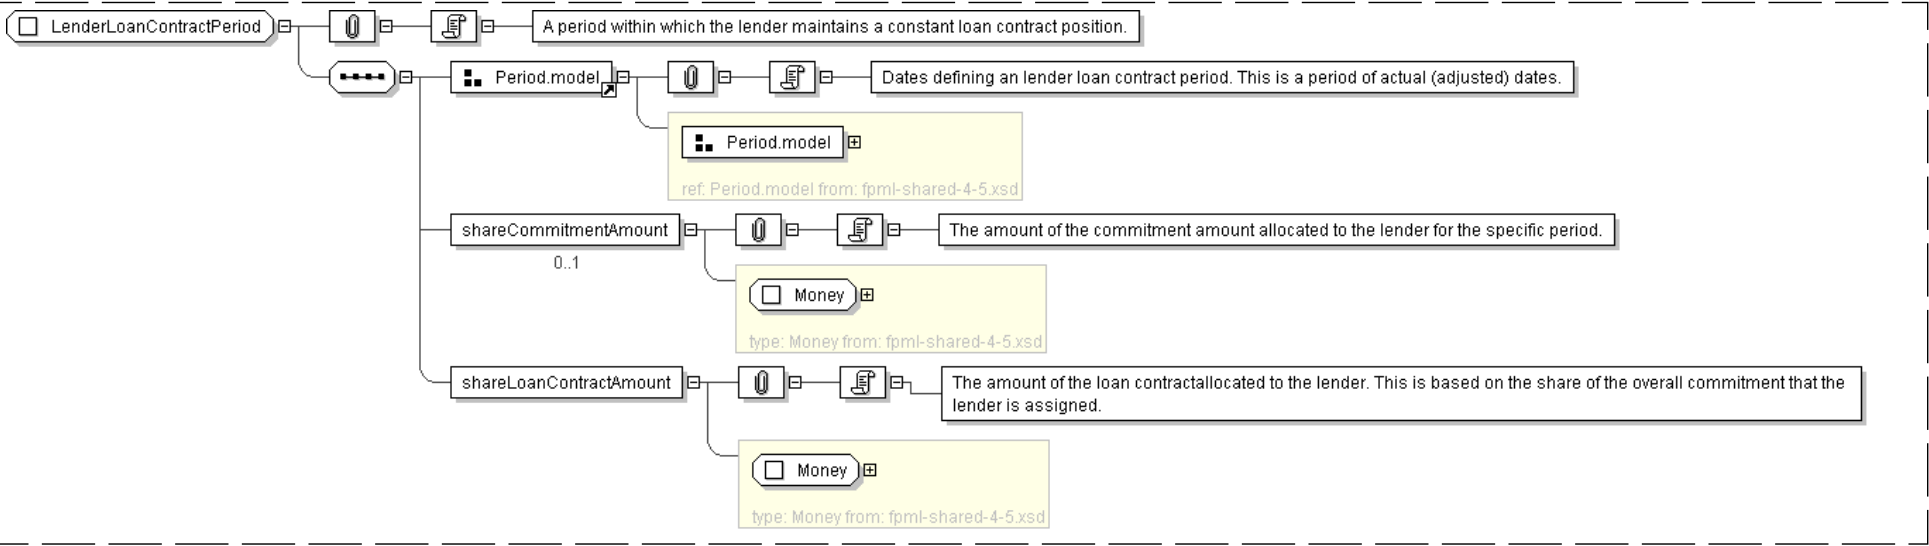 LenderLoanContractPeriod
A period within which the lender maintains a constant loan contract position.
Period.model
Dates defining an lender loan contract period. This is a period of actual (adjusted) dates.
Period.model
ref: Period.model from: fpml-shared-4-5.xsd
shareCommitmentAmount
The amount of the commitment amount allocated to the lender for the specific period.
0..1
Money
type: Money from: fpml-shared-4-5.xsd
shareLoanContractAmount
The amount of the loan contractallocated to the lender. This is based on the share of the overall commitment that the
lender is assigned.
Money
type: Money from: fpml-shared-4-5.xsd